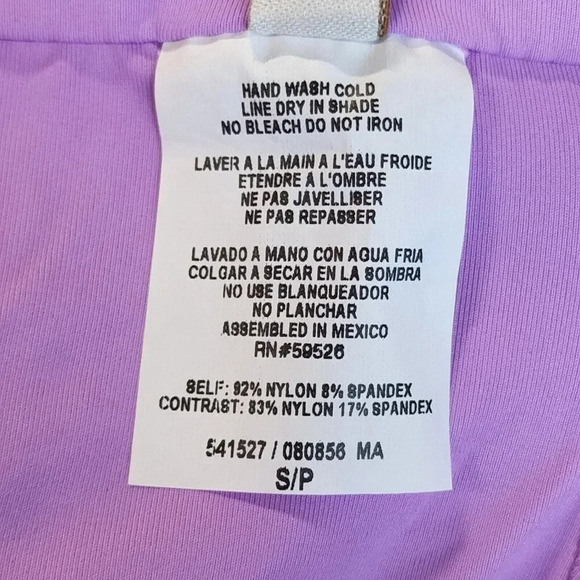 HAND WASH COLD
LINE DRY IN SHADE
NO BLEACH DO NOT IRON
LAVER A LA MAIN A L'EAU FROIDE
ETENDRE A L'OMBRE
NE PAS JAVELLISER
NE PAS REPASSER
LAVADO A MANO CON AGUA FRIA
COLGAR A SECAR EN LA SOMBRA
NO USE BLANQUEADOR
NO PLANCHAR
ASSEMBLED IN MEXICO
RN#59526
SELF: 92% NYLON 8% SPANDEX
CONTRAST: 83% NYLON 17% SPANDEX
541527 / 080856 MA
S/P